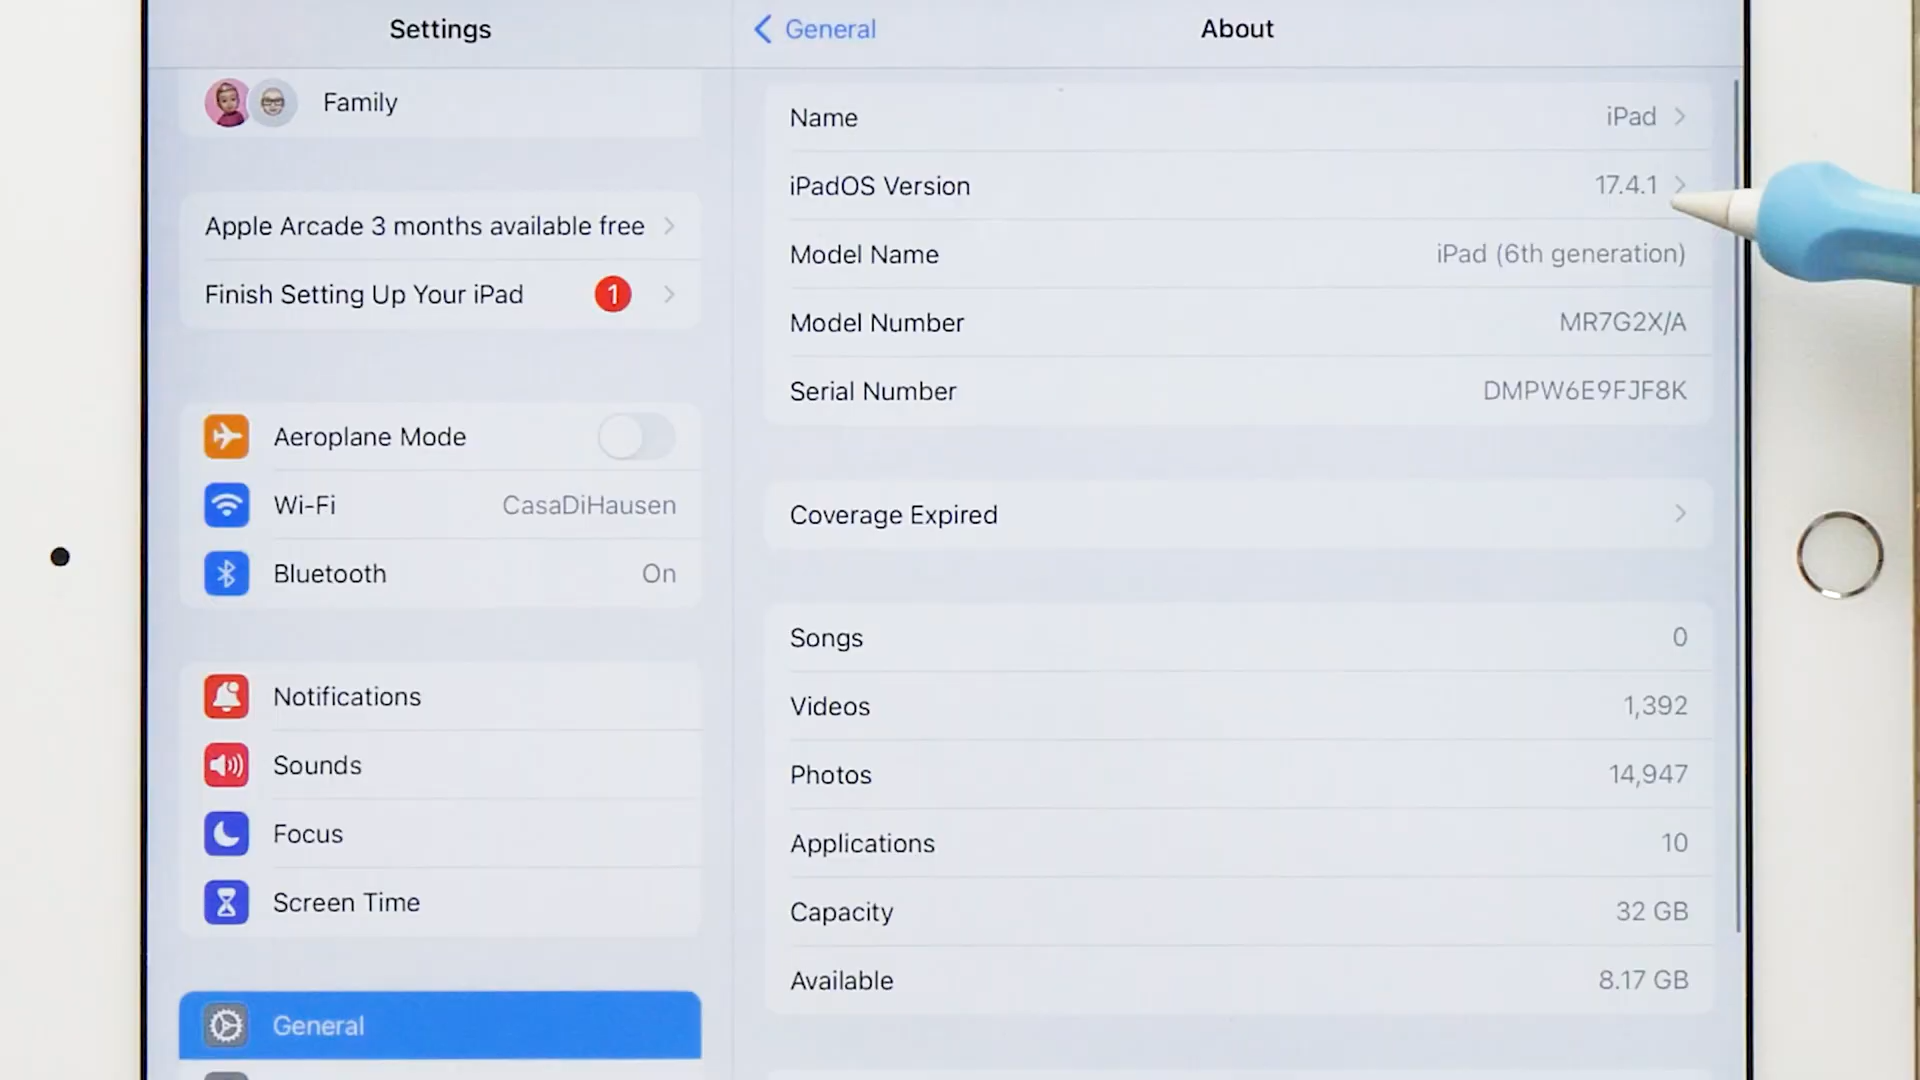 Settings
Family
Apple Arcade 3 months available free
Finish Setting Up Your iPad 1
Aeroplane Mode
Wi-Fi CasaDiHausen
Bluetooth On
Notifications
Sounds
Focus
Screen Time
General
General
About
Name iPad
iPadOS Version 17.4.1
Model Name iPad (6th generation)
Model Number MR7G2X/A
Serial Number DMPW6E9FJF8K
Coverage Expired
Songs 0
Videos 1,392
Photos 14,947
Applications 10
Capacity 32 GB
Available 8.17 GB